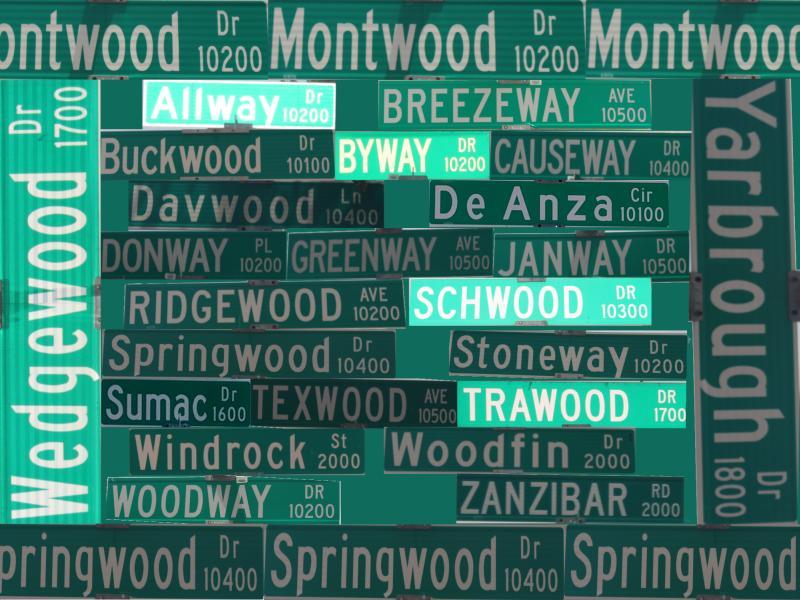 ontwood Dr 10200 Montwood Dr 10200 Montwood
Wedgewood Dr 1700
Allway Dr 10200 BREEZEWAY AVE 10500
Buckwood Dr 10100 BYWAY DR 10200 CAUSEWAY DR 10400
Davwood Ln 10400 De Anza Cir 10100
DONWAY PL 10200 GREENWAY AVE 10500 JANWAY DR 10500
RIDGEWOOD AVE 10200 SCHWOOD DR 10300
Springwood Dr 10400 Stoneway Dr 10200
Sumac Dr 1600 TEXWOOD AVE 10500 TRAWOOD DR 1700
Windrock St 2000 Woodfin Dr 2000
WOODWAY DR 10200 ZANZIBAR RD 2000
Yarbrough Dr 1800
pringwood Dr 10400 Springwood Dr 10400 Springwood